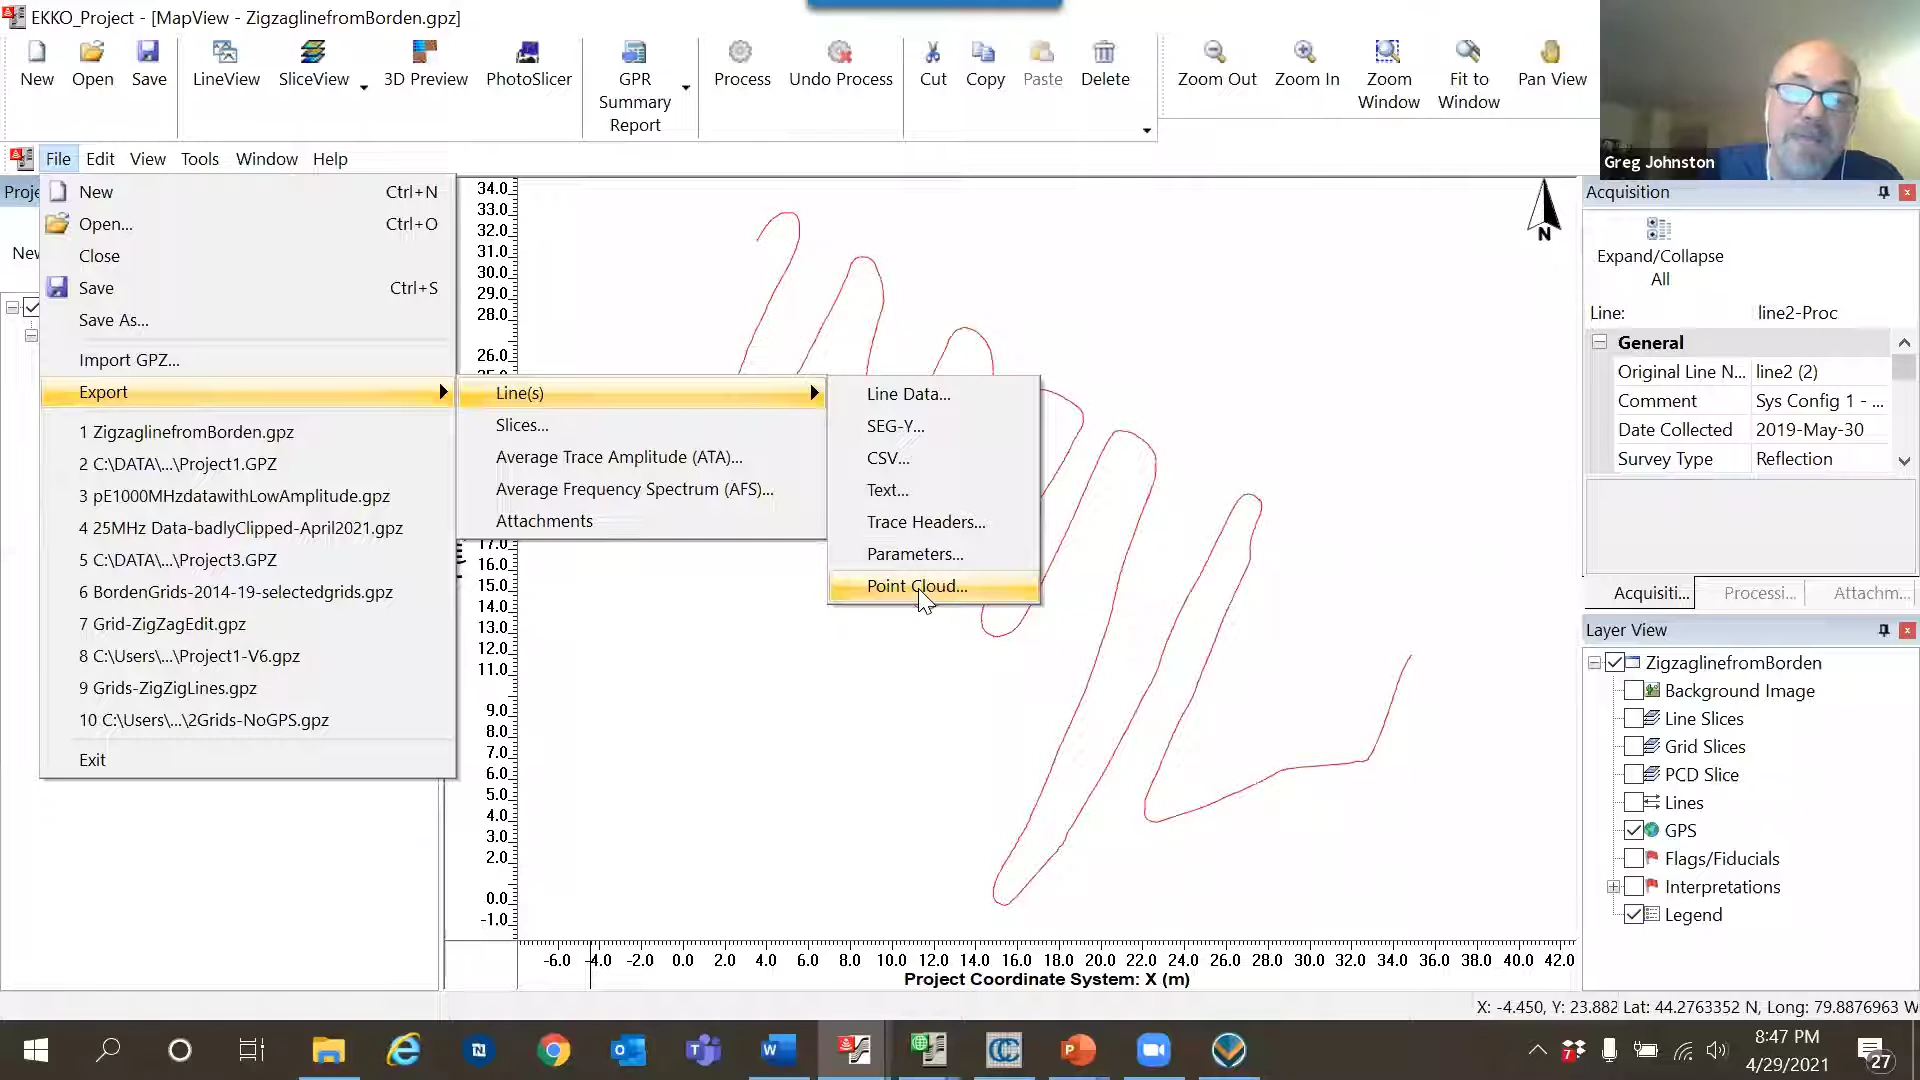 EKKO_Project - [MapView - ZigzaglinefromBorden.gpz]
New Open Save LineView SliceView 3D Preview PhotoSlicer GPR Summary Report Process Undo Process Cut Copy Paste Delete Zoom Out Zoom In Zoom Window Fit to Window Pan View
Greg Johnston
File Edit View Tools Window Help
Proje
New
New Ctrl+N
Open... Ctrl+O
Close
Save Ctrl+S
Save As...
Import GPZ...
Export
1 ZigzaglinefromBorden.gpz
2 C:\DATA\...\Project1.GPZ
3 pE1000MHzdatawithLowAmplitude.gpz
4 25MHz Data-badlyClipped-April2021.gpz
5 C:\DATA\...\Project3.GPZ
6 BordenGrids-2014-19-selectedgrids.gpz
7 Grid-ZigZagEdit.gpz
8 C:\Users\...\Project1-V6.gpz
9 Grids-ZigZigLines.gpz
10 C:\Users\...\2Grids-NoGPS.gpz
Exit
Line(s)
Slices...
Average Trace Amplitude (ATA)...
Average Frequency Spectrum (AFS)...
Attachments
Line Data...
SEG-Y...
CSV...
Text...
Trace Headers...
Parameters...
Point Cloud...
34.0
33.0
32.0
31.0
30.0
29.0
28.0
26.0
17.0
16.0
15.0
14.0
13.0
12.0
11.0
9.0
8.0
7.0
6.0
5.0
4.0
3.0
2.0
0.0
-1.0
N
-6.0 -4.0 -2.0 0.0 2.0 4.0 6.0 8.0 10.0 12.0 14.0 16.0 18.0 20.0 22.0 24.0 26.0 28.0 30.0 32.0 34.0 36.0 38.0 40.0 42.0
Project Coordinate System: X (m)
Acquisition
Expand/Collapse
All
Line: line2-Proc
General
Original Line N... line2 (2)
Comment Sys Config 1 - ...
Date Collected 2019-May-30
Survey Type Reflection
Acquisiti... Processi... Attachm...
Layer View
ZigzaglinefromBorden
Background Image
Line Slices
Grid Slices
PCD Slice
Lines
GPS
Flags/Fiducials
Interpretations
Legend
X: -4.450, Y: 23.882 Lat: 44.2763352 N, Long: 79.8876963 W
8:47 PM
4/29/2021
27
7